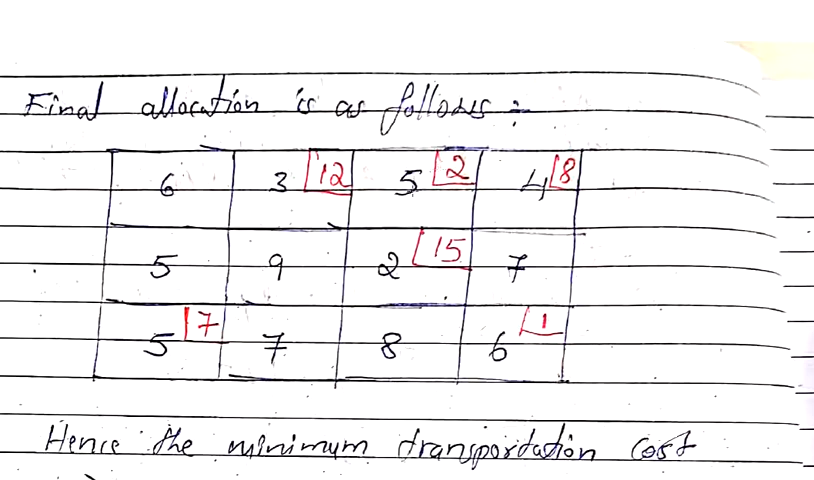 Final allocation is as follows :-
6 3 12 5 2 4 8
5 9 2 15 7
5 7 7 8 6 1
Hence the minimum transportation cost